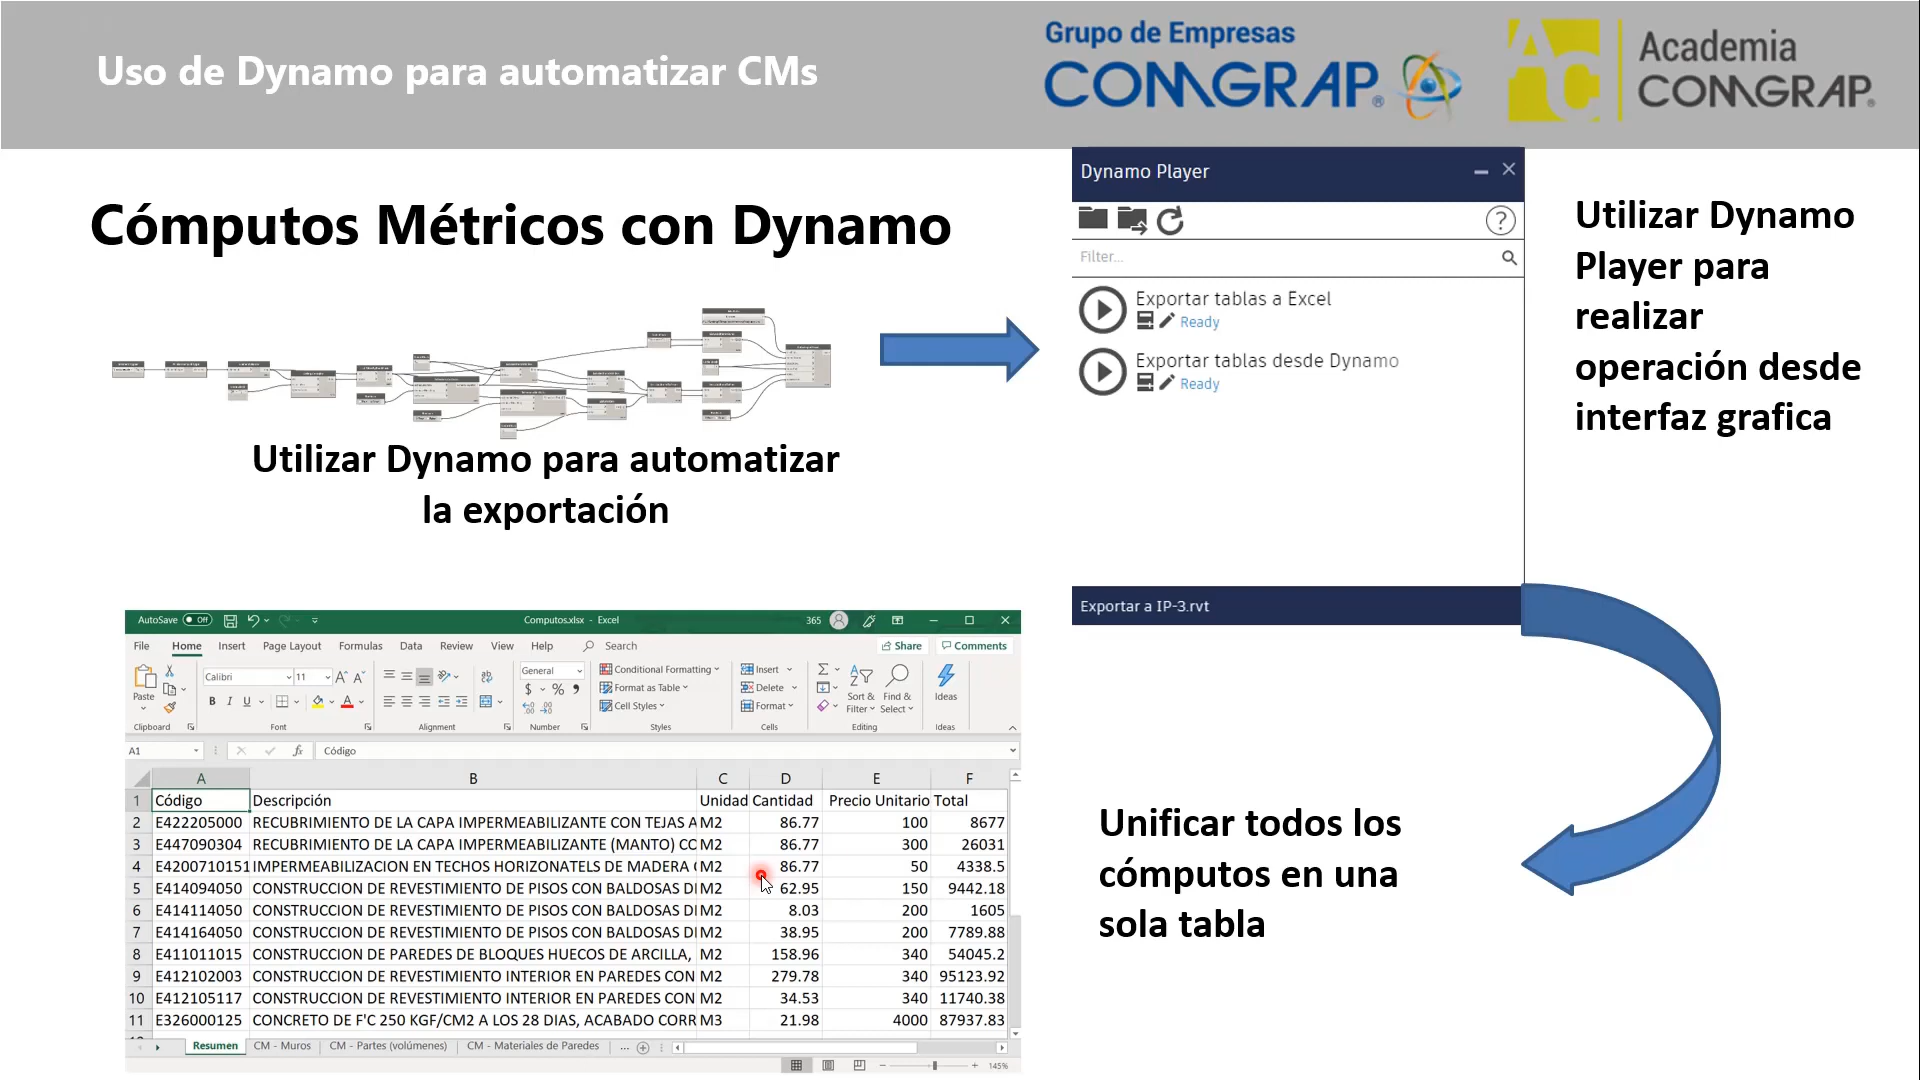 Uso de Dynamo para automatizar CMs
Grupo de Empresas
COMGRAP®
Academia
COMGRAP®
Cómputos Métricos con Dynamo
Utilizar Dynamo para automatizar
la exportación
Dynamo Player
Filter...
Exportar tablas a Excel
Ready
Exportar tablas desde Dynamo
Ready
Exportar a IP-3.rvt
Utilizar Dynamo
Player para
realizar
operación desde
interfaz grafica
Unificar todos los
cómputos en una
sola tabla
AutoSave Off Computos.xlsx - Excel 365
File Home Insert Page Layout Formulas Data Review View Help Search Share Comments
Calibri 11 General Conditional Formatting Insert
Format as Table Delete
Paste Sort & Find & Ideas
B I U $ % Cell Styles Format Filter Select
Clipboard Font Alignment Number Styles Cells Editing Ideas
A1 fx Código
A B C D E F
1 Código Descripción Unidad Cantidad Precio Unitario Total
2 E422205000 RECUBRIMIENTO DE LA CAPA IMPERMEABILIZANTE CON TEJAS A M2 86.77 100 8677
3 E447090304 RECUBRIMIENTO DE LA CAPA IMPERMEABILIZANTE (MANTO) CO M2 86.77 300 26031
4 E4200710151 IMPERMEABILIZACION EN TECHOS HORIZONATELS DE MADERA M2 86.77 50 4338.5
5 E414094050 CONSTRUCCION DE REVESTIMIENTO DE PISOS CON BALDOSAS D M2 62.95 150 9442.18
6 E414114050 CONSTRUCCION DE REVESTIMIENTO DE PISOS CON BALDOSAS D M2 8.03 200 1605
7 E414164050 CONSTRUCCION DE REVESTIMIENTO DE PISOS CON BALDOSAS D M2 38.95 200 7789.88
8 E411011015 CONSTRUCCION DE PAREDES DE BLOQUES HUECOS DE ARCILLA, M2 158.96 340 54045.2
9 E412102003 CONSTRUCCION DE REVESTIMIENTO INTERIOR EN PAREDES CON M2 279.78 340 95123.92
10 E412105117 CONSTRUCCION DE REVESTIMIENTO INTERIOR EN PAREDES CON M2 34.53 340 11740.38
11 E326000125 CONCRETO DE F'C 250 KGF/CM2 A LOS 28 DIAS, ACABADO CORR M3 21.98 4000 87937.83
Resumen CM - Muros CM - Partes (volúmenes) CM - Materiales de Paredes ...
145%